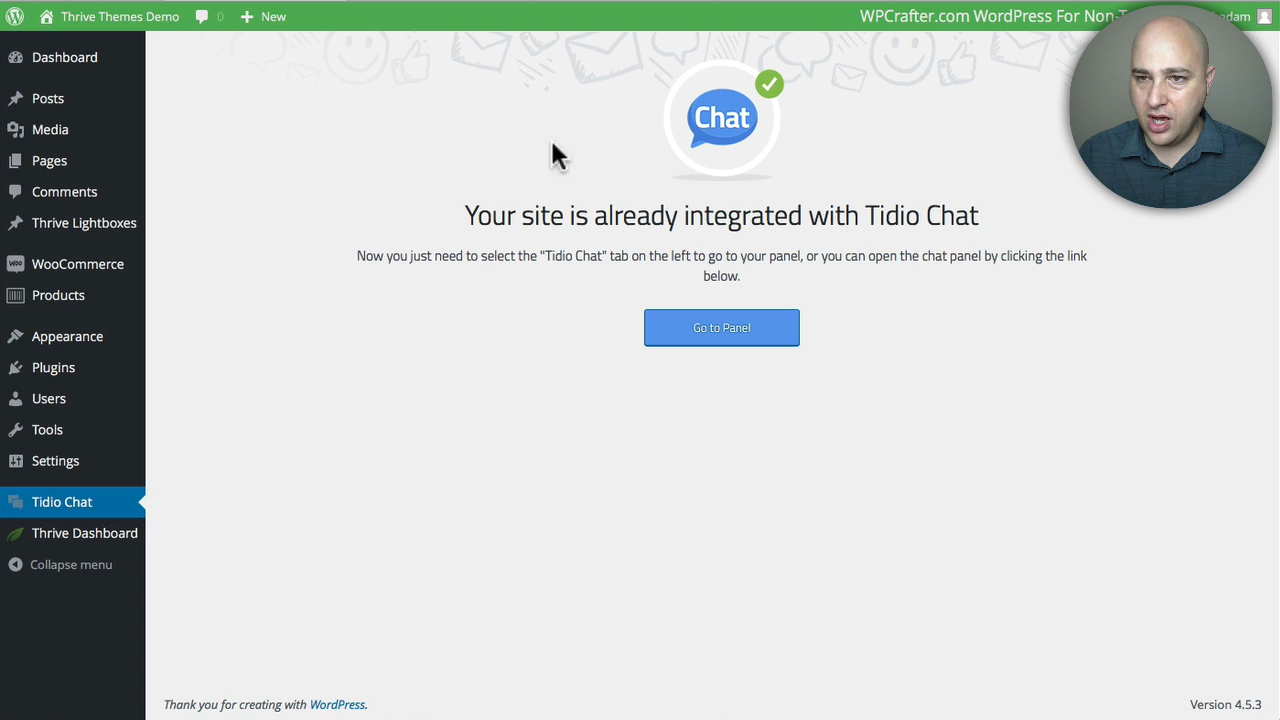 Thrive Themes Demo
0
New
WPCrafter.com WordPress For Non-
adam
Dashboard
Posts
Media
Pages
Comments
Thrive Lightboxes
WooCommerce
Products
Appearance
Plugins
Users
Tools
Settings
Tidio Chat
Thrive Dashboard
Collapse menu
Chat
Your site is already integrated with Tidio Chat
Now you just need to select the "Tidio Chat" tab on the left to go to your panel, or you can open the chat panel by clicking the link
below.
Go to Panel
Thank you for creating with WordPress.
Version 4.5.3